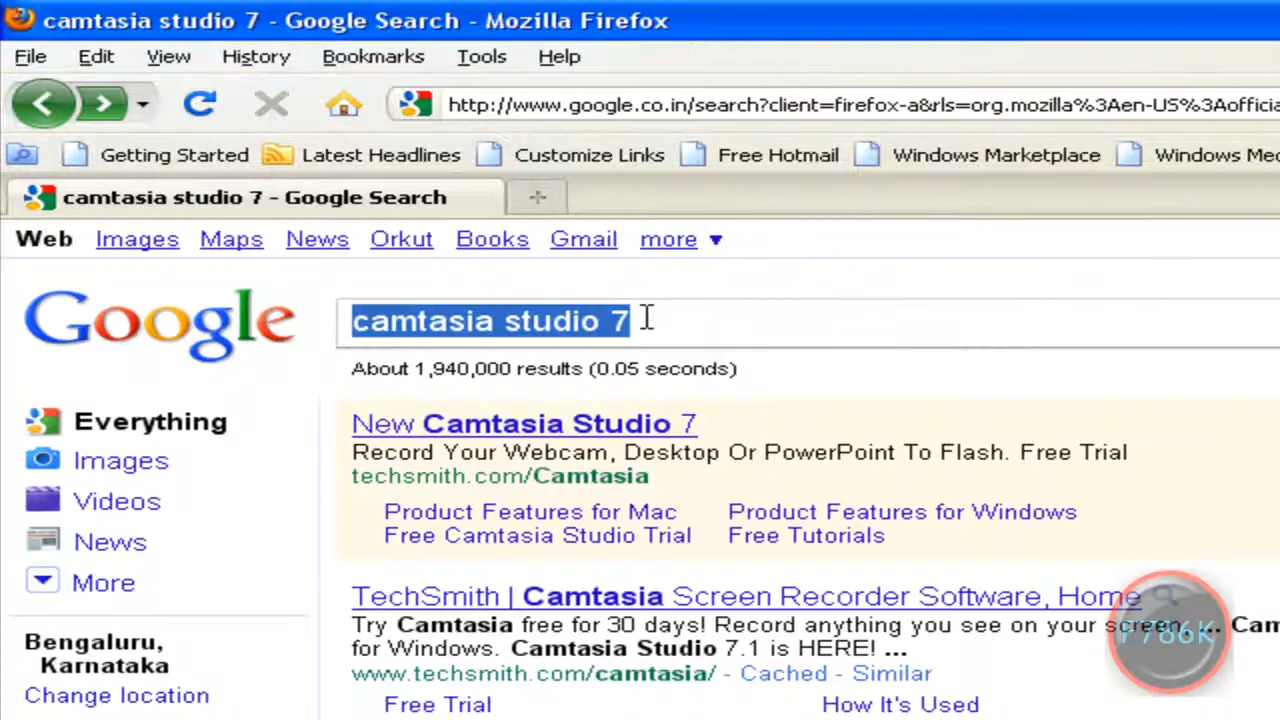 camtasia studio 7 - Google Search - Mozilla Firefox
File Edit View History Bookmarks Tools Help
http://www.google.co.in/search?client=firefox-a&rls=org.mozilla%3Aen-US%3Aofficia
Getting Started Latest Headlines Customize Links Free Hotmail Windows Marketplace Windows Med
camtasia studio 7 - Google Search
Web Images Maps News Orkut Books Gmail more
Google
camtasia studio 7
About 1,940,000 results (0.05 seconds)
Everything
Images
Videos
News
More
Bengaluru,
Karnataka
Change location
New Camtasia Studio 7
Record Your Webcam, Desktop Or PowerPoint To Flash. Free Trial
techsmith.com/Camtasia
Product Features for Mac Product Features for Windows
Free Camtasia Studio Trial Free Tutorials
TechSmith | Camtasia Screen Recorder Software, Home
Try Camtasia free for 30 days! Record anything you see on your screen. ... Cam
for Windows. Camtasia Studio 7.1 is HERE! ...
www.techsmith.com/camtasia/ - Cached - Similar
Free Trial How It's Used
F786K